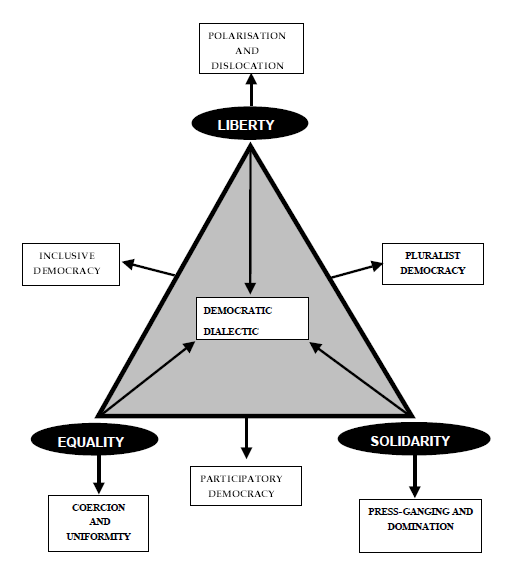 POLARISATION
AND
DISLOCATION
LIBERTY
INCLUSIVE
DEMOCRACY
PLURALIST
DEMOCRACY
DEMOCRATIC
DIALECTIC
EQUALITY
SOLIDARITY
PARTICIPATORY
DEMOCRACY
COERCION
AND
UNIFORMITY
PRESS-GANGING AND
DOMINATION